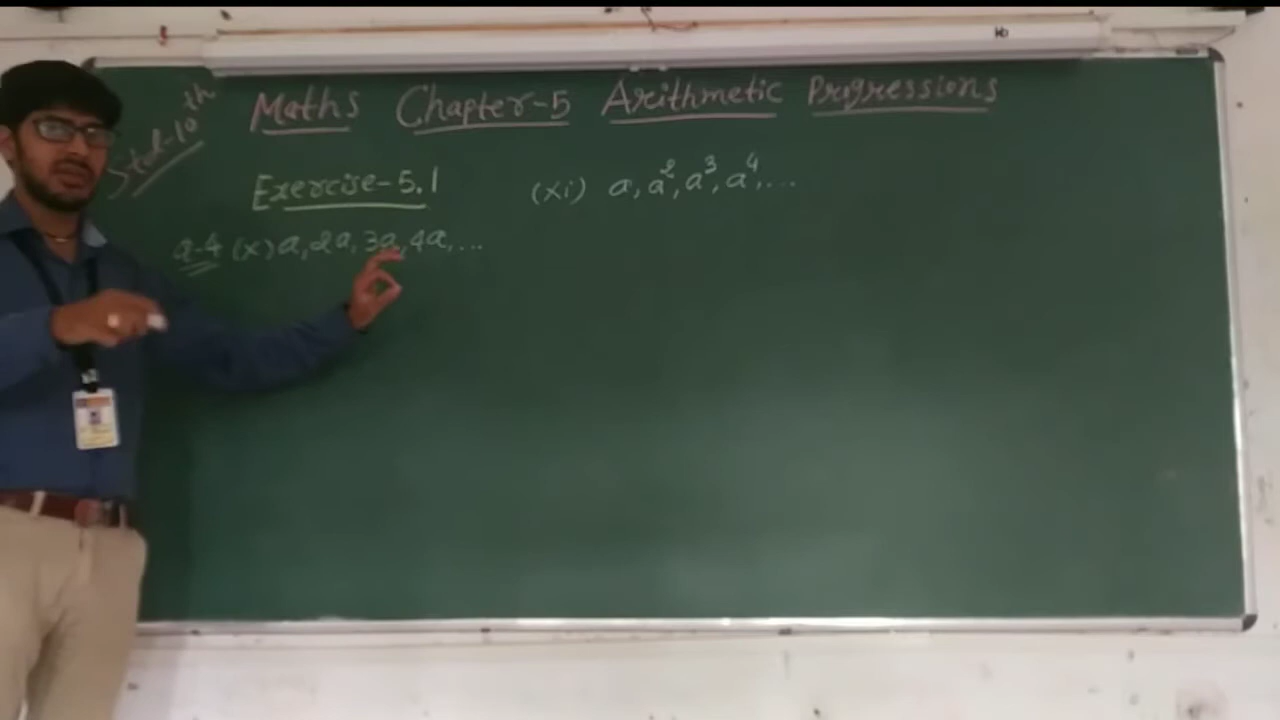 Maths Chapter-5 Arithmetic Progressions
Std-10th
Exercise-5.1
Q-4 (x) a, 2a, 3a, 4a, ...
(xi) a, a², a³, a⁴, ...